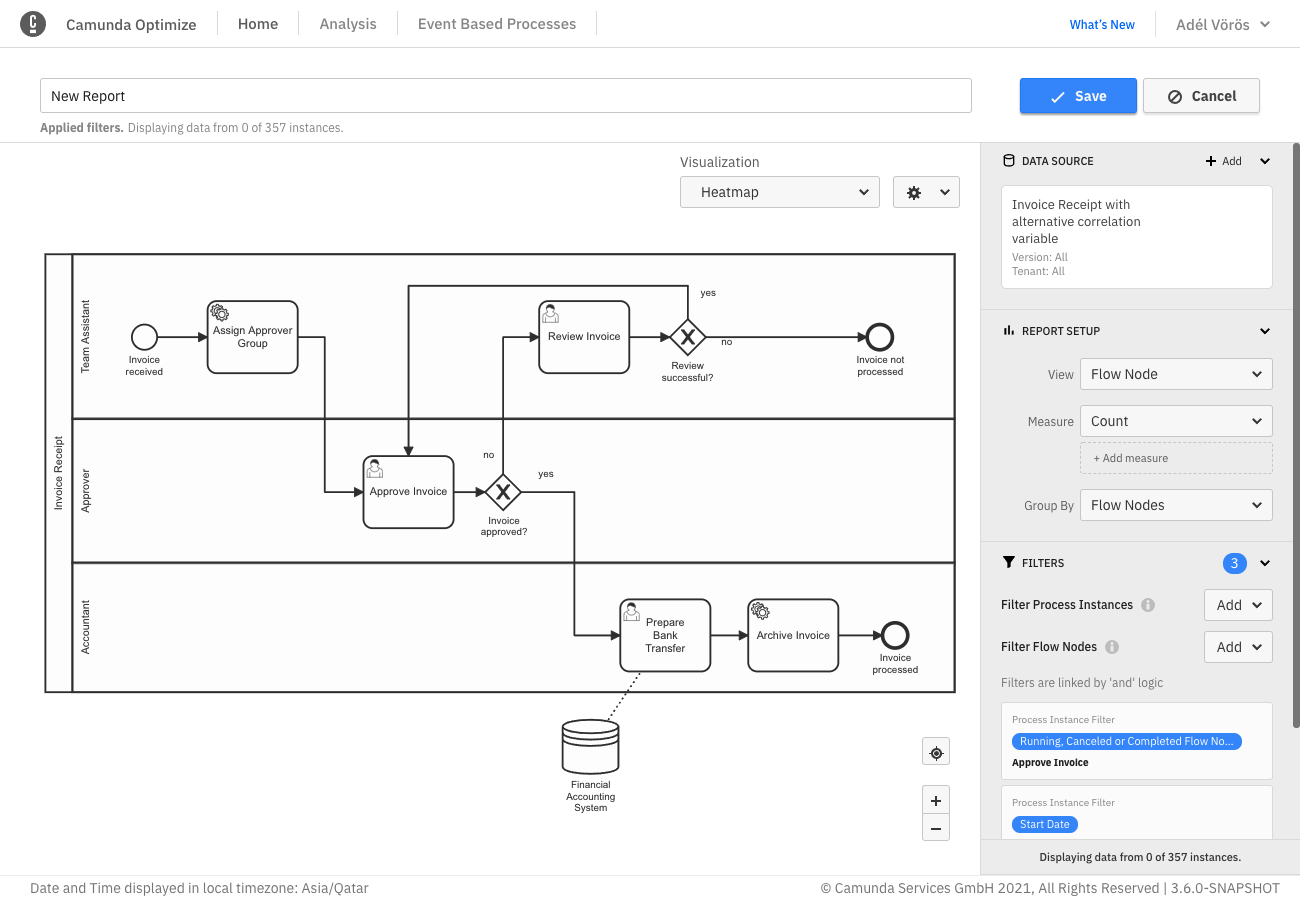 Camunda Optimize
Home
Analysis
Event Based Processes
What's New
Adél Vörös
New Report
Save
Cancel
Applied filters. Displaying data from 0 of 357 instances.
Visualization
Heatmap
Invoice Receipt
Team Assistant
Invoice
received
Assign Approver
Group
Review Invoice
yes
no
Review
successful?
Invoice not
processed
Approver
Approve Invoice
no
yes
Invoice
approved?
Accountant
Prepare
Bank
Transfer
Archive Invoice
Invoice
processed
Financial
Accounting
System
DATA SOURCE
Add
Invoice Receipt with
alternative correlation
variable
Version: All
Tenant: All
REPORT SETUP
View
Flow Node
Measure
Count
+ Add measure
Group By
Flow Nodes
FILTERS
3
Filter Process Instances
Add
Filter Flow Nodes
Add
Filters are linked by 'and' logic
Process Instance Filter
Running, Canceled or Completed Flow No...
Approve Invoice
Process Instance Filter
Start Date
Displaying data from 0 of 357 instances.
Date and Time displayed in local timezone: Asia/Qatar
© Camunda Services GmbH 2021, All Rights Reserved | 3.6.0-SNAPSHOT